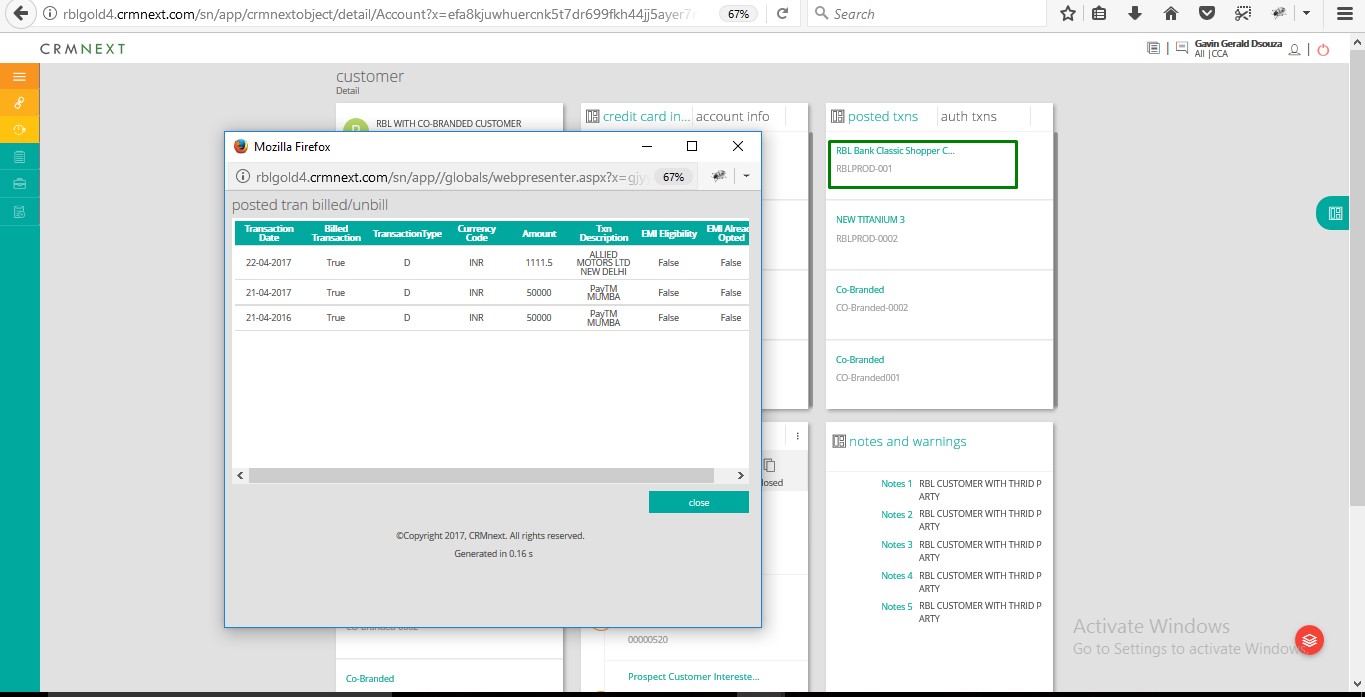 rblgold4.crmnext.com/sn/app/crmnextobject/detail/Account?x=efa8kjuwhuercnk5t7dr699fkh44jj5ayer7
67%
Search
CRMNEXT
Gavin Gerald Dsouza
All |CCA
customer
Detail
RBL WITH CO-BRANDED CUSTOMER
credit card in... account info
posted txns auth txns
RBL Bank Classic Shopper C...
RBLPROD-001
NEW TITANIUM 3
RBLPROD-0002
Co-Branded
CO-Branded-0002
Co-Branded
CO-Branded001
Mozilla Firefox
rblgold4.crmnext.com/sn/app//globals/webpresenter.aspx?x=gjy
67%
posted tran billed/unbill
Transaction Date Billed Transaction TransactionType Currency Code Amount Txn Description EMI Eligibility EMI Alrea Opted
22-04-2017 True D INR 1111.5 ALLIED MOTORS LTD NEW DELHI False False
21-04-2017 True D INR 50000 PayTM MUMBA False False
21-04-2016 True D INR 50000 PayTM MUMBA False False
close
©Copyright 2017, CRMnext. All rights reserved.
Generated in 0.16 s
losed
notes and warnings
Notes 1 RBL CUSTOMER WITH THRID P
ARTY
Notes 2 RBL CUSTOMER WITH THRID P
ARTY
Notes 3 RBL CUSTOMER WITH THRID P
ARTY
Notes 4 RBL CUSTOMER WITH THRID P
ARTY
Notes 5 RBL CUSTOMER WITH THRID P
ARTY
00000520
Co-Branded
Prospect Customer Intereste...
Activate Windows
Go to Settings to activate Windows.